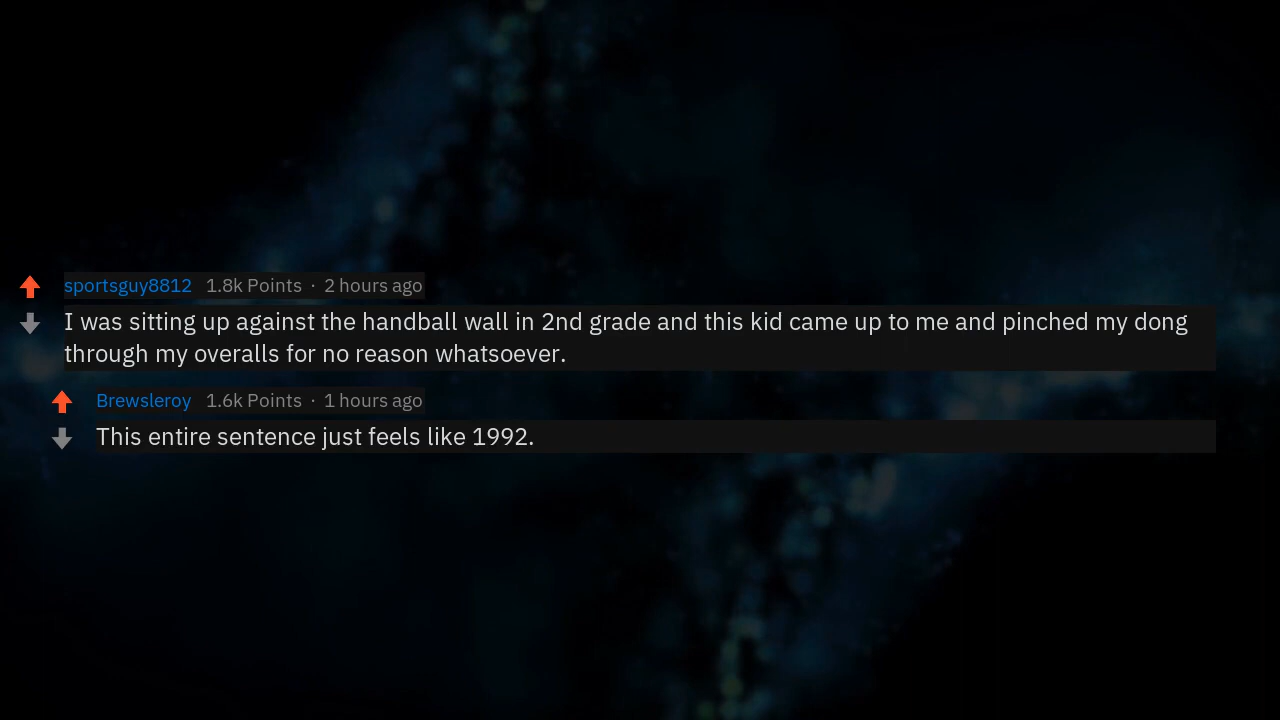 sportsguy8812 1.8k Points · 2 hours ago
I was sitting up against the handball wall in 2nd grade and this kid came up to me and pinched my dong
through my overalls for no reason whatsoever.
Brewsleroy 1.6k Points · 1 hours ago
This entire sentence just feels like 1992.